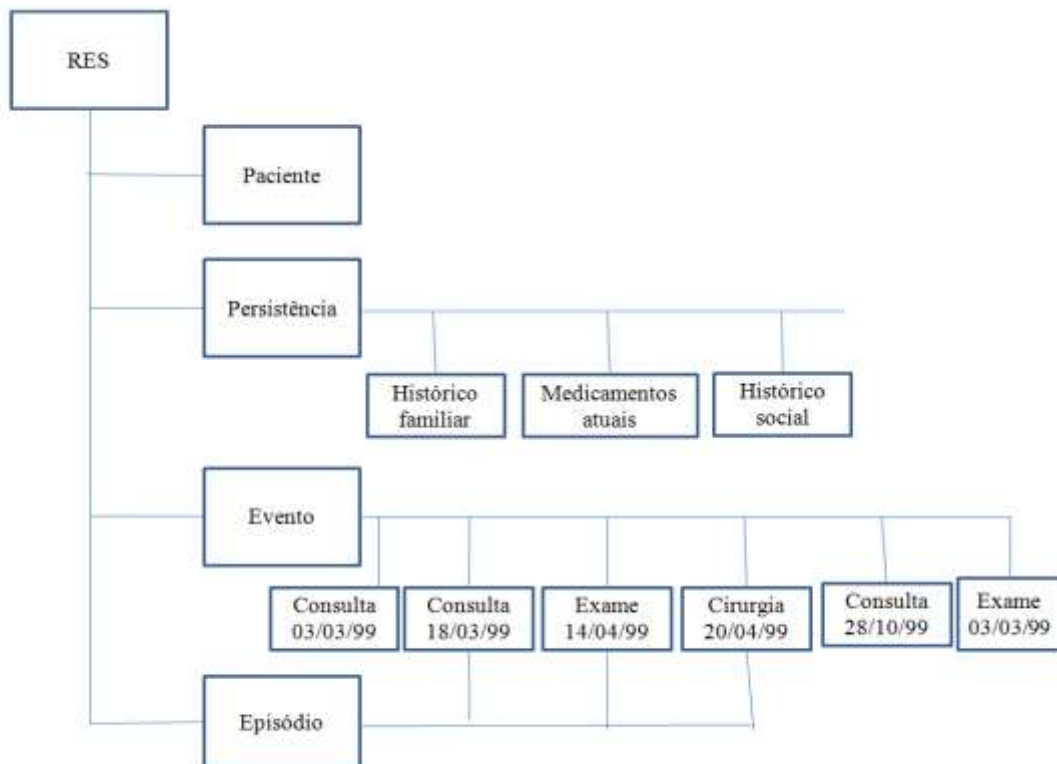 RES
Paciente
Persistência
Histórico
familiar
Medicamentos
atuais
Histórico
social
Evento
Consulta
03/03/99
Consulta
18/03/99
Exame
14/04/99
Cirurgia
20/04/99
Consulta
28/10/99
Exame
03/03/99
Episódio